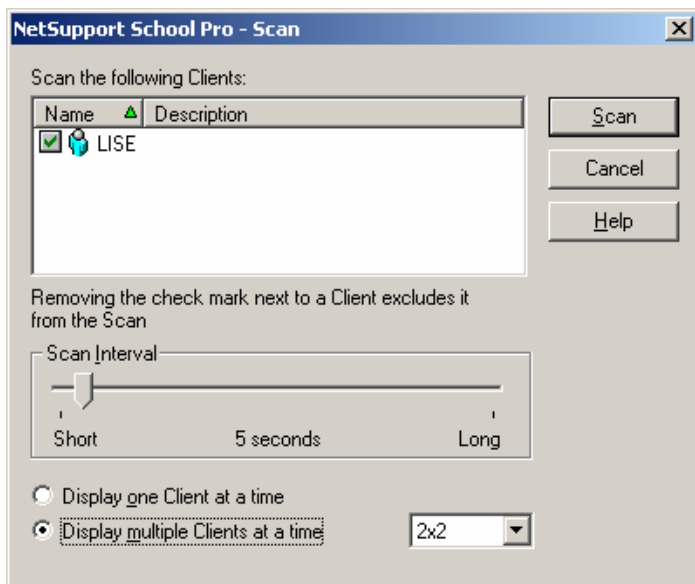 NetSupport School Pro - Scan
Scan the following Clients:
Name Description
LISE
Scan
Cancel
Help
Removing the check mark next to a Client excludes it
from the Scan
Scan Interval
Short 5 seconds Long
Display one Client at a time
Display multiple Clients at a time 2x2